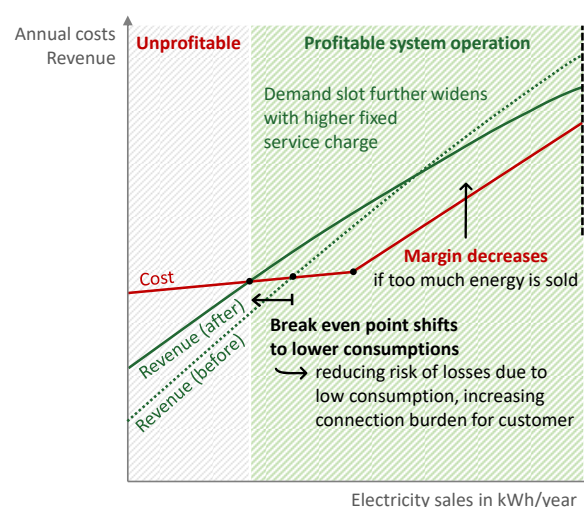 Annual costs
Revenue
Unprofitable
Profitable system operation
Demand slot further widens
with higher fixed
service charge
Margin decreases
if too much energy is sold
Cost
Revenue (after)
Revenue (before)
Break even point shifts
to lower consumptions
reducing risk of losses due to
low consumption, increasing
connection burden for customer
Electricity sales in kWh/year